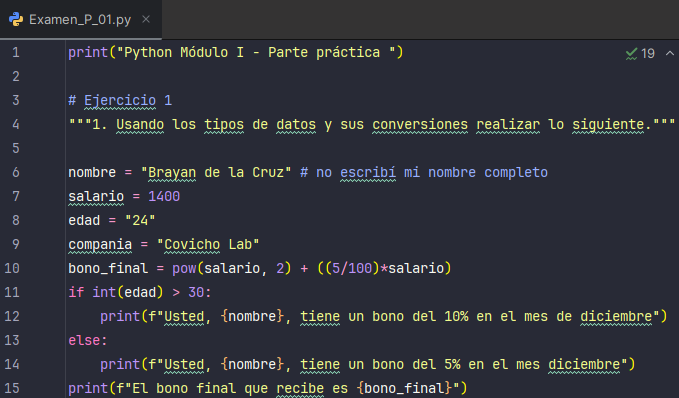 Examen_P_01.py ×
1 print("Python Módulo I - Parte práctica ") 19
2
3 # Ejercicio 1
4 """1. Usando los tipos de datos y sus conversiones realizar lo siguiente."""
5
6 nombre = "Brayan de la Cruz" # no escribí mi nombre completo
7 salario = 1400
8 edad = "24"
9 compania = "Covicho Lab"
10 bono_final = pow(salario, 2) + ((5/100)*salario)
11 if int(edad) > 30:
12     print(f"Usted, {nombre}, tiene un bono del 10% en el mes de diciembre")
13 else:
14     print(f"Usted, {nombre}, tiene un bono del 5% en el mes diciembre")
15 print(f"El bono final que recibe es {bono_final}")